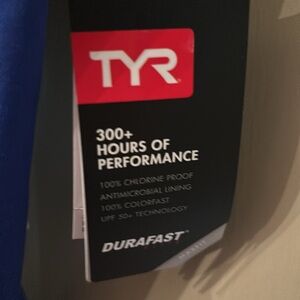 TYR
300+
HOURS OF
PERFORMANCE
100% CHLORINE PROOF
ANTIMICROBIAL LINING
100% COLORFAST
UPF 50+ TECHNOLOGY
DURAFAST